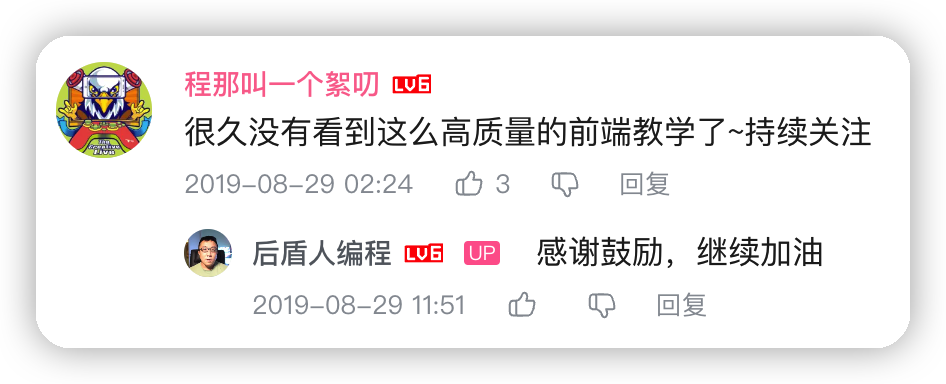 程那叫一个絮叨 LV6
很久没有看到这么高质量的前端教学了~持续关注
2019-08-29 02:24 3 回复
后盾人编程 LV6 UP 感谢鼓励，继续加油
2019-08-29 11:51 回复